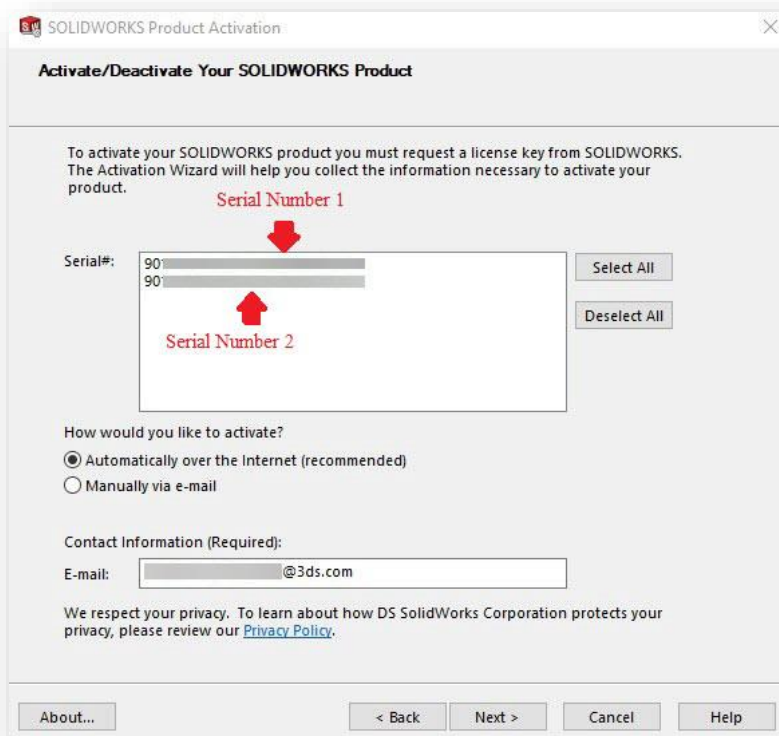 SOLIDWORKS Product Activation
Activate/Deactivate Your SOLIDWORKS Product
To activate your SOLIDWORKS product you must request a license key from SOLIDWORKS.
The Activation Wizard will help you collect the information necessary to activate your
product.
Serial Number 1
Serial#:
901
901
Select All
Deselect All
Serial Number 2
How would you like to activate?
Automatically over the Internet (recommended)
Manually via e-mail
Contact Information (Required):
E-mail:
@3ds.com
We respect your privacy. To learn about how DS SolidWorks Corporation protects your
privacy, please review our Privacy Policy.
About...
< Back
Next >
Cancel
Help